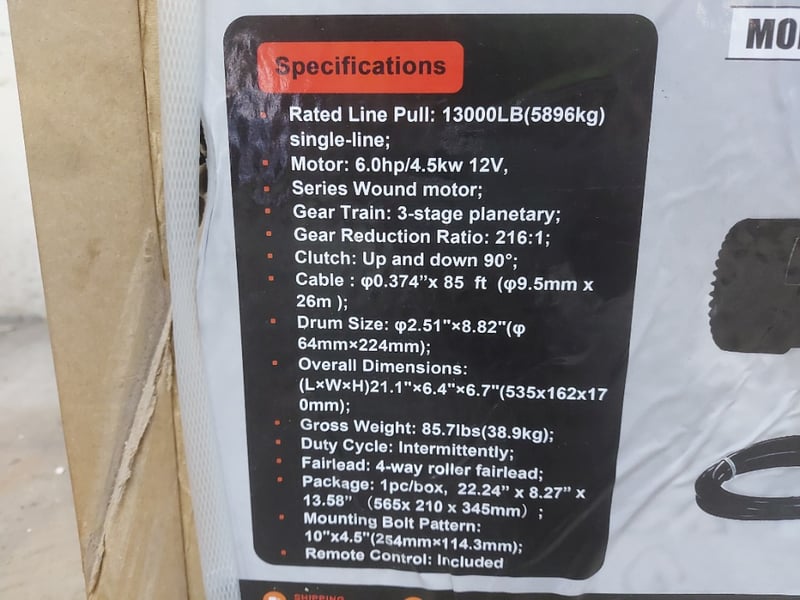 Specifications
Rated Line Pull: 13000LB(5896kg)
single-line;
Motor: 6.0hp/4.5kw 12V,
Series Wound motor;
Gear Train: 3-stage planetary;
Gear Reduction Ratio: 216:1;
Clutch: Up and down 90°;
Cable : φ0.374”x 85 ft (φ9.5mm x
26m );
Drum Size: φ2.51"×8.82"(φ
64mm×224mm);
Overall Dimensions:
(L×W×H)21.1"×6.4"×6.7"(535x162x17
0mm);
Gross Weight: 85.7lbs(38.9kg);
Duty Cycle: Intermittently;
Fairlead: 4-way roller fairlead;
Package: 1pc/box, 22.24” x 8.27” x
13.58” （565x 210 x 345mm）;
Mounting Bolt Pattern:
10"x4.5"(254mm×114.3mm);
Remote Control: Included
SHIPPING